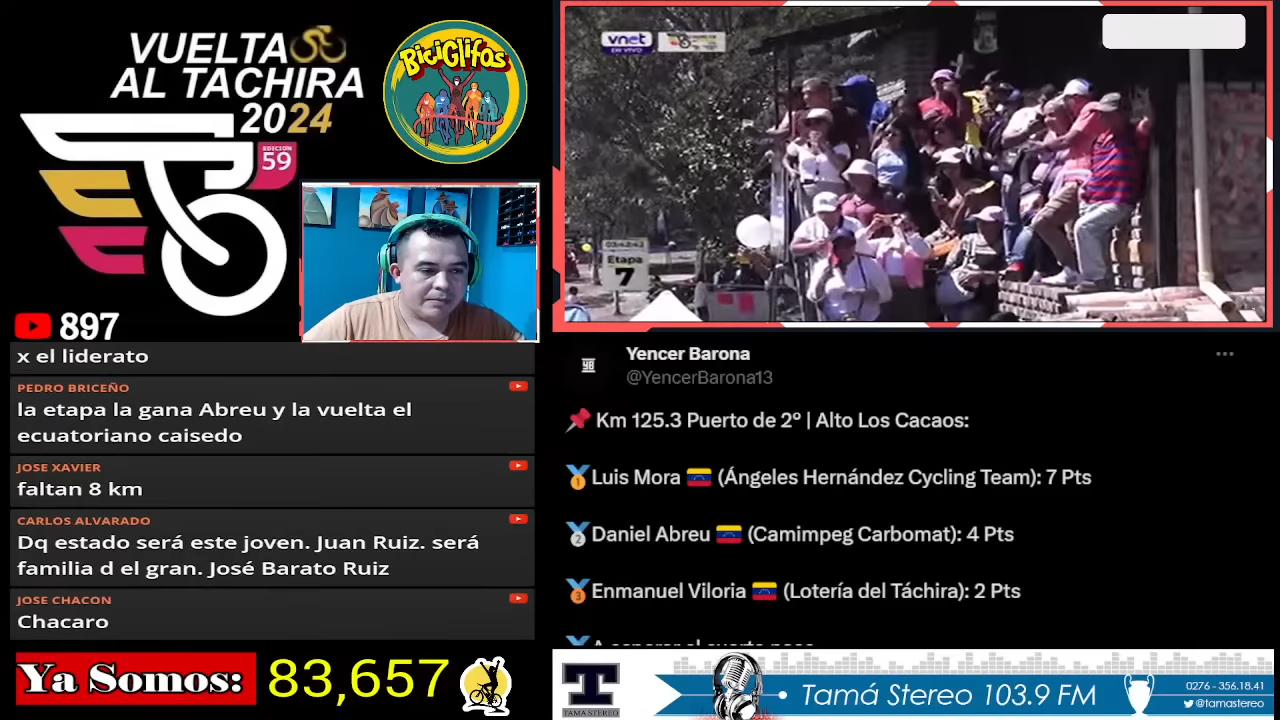 VUELTA
AL TACHIRA
2024
EDICION
59
BiciGlifos
897
x el liderato
PEDRO BRICEÑO
la etapa la gana Abreu y la vuelta el
ecuatoriano caisedo
JOSE XAVIER
faltan 8 km
CARLOS ALVARADO
Dq estado será este joven. Juan Ruiz. será
familia d el gran. José Barato Ruiz
JOSE CHACON
Chacaro
Ya Somos: 83,657
vnet
EN VIVO
03:42:42
Etapa
7
Yencer Barona
@YencerBarona13
📌 Km 125.3 Puerto de 2º | Alto Los Cacaos:
🥇Luis Mora 🇻🇪 (Ángeles Hernández Cycling Team): 7 Pts
🥈Daniel Abreu 🇻🇪 (Camimpeg Carbomat): 4 Pts
🥉Enmanuel Viloria 🇻🇪 (Lotería del Táchira): 2 Pts
T
TAMA STEREO
Tamá Stereo 103.9 FM
0276 - 356.18.41
@tamastereo